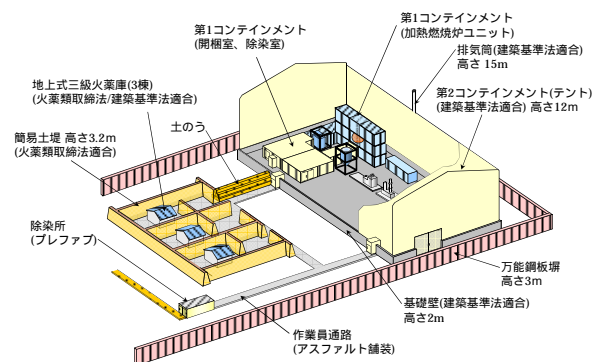 第1コンテインメント
(加熱燃焼炉ユニット)
第1コンテインメント
(開梱室、除染室)
排気筒(建築基準法適合)
高さ 15m
地上式三級火薬庫(3棟)
(火薬類取締法/建築基準法適合)
第2コンテインメント(テント)
(建築基準法適合) 高さ12m
土のう
簡易土堤 高さ3.2m
(火薬類取締法適合)
除染所
(プレファブ)
万能鋼板塀
高さ3m
基礎壁(建築基準法適合)
高さ2m
作業員通路
(アスファルト舗装)